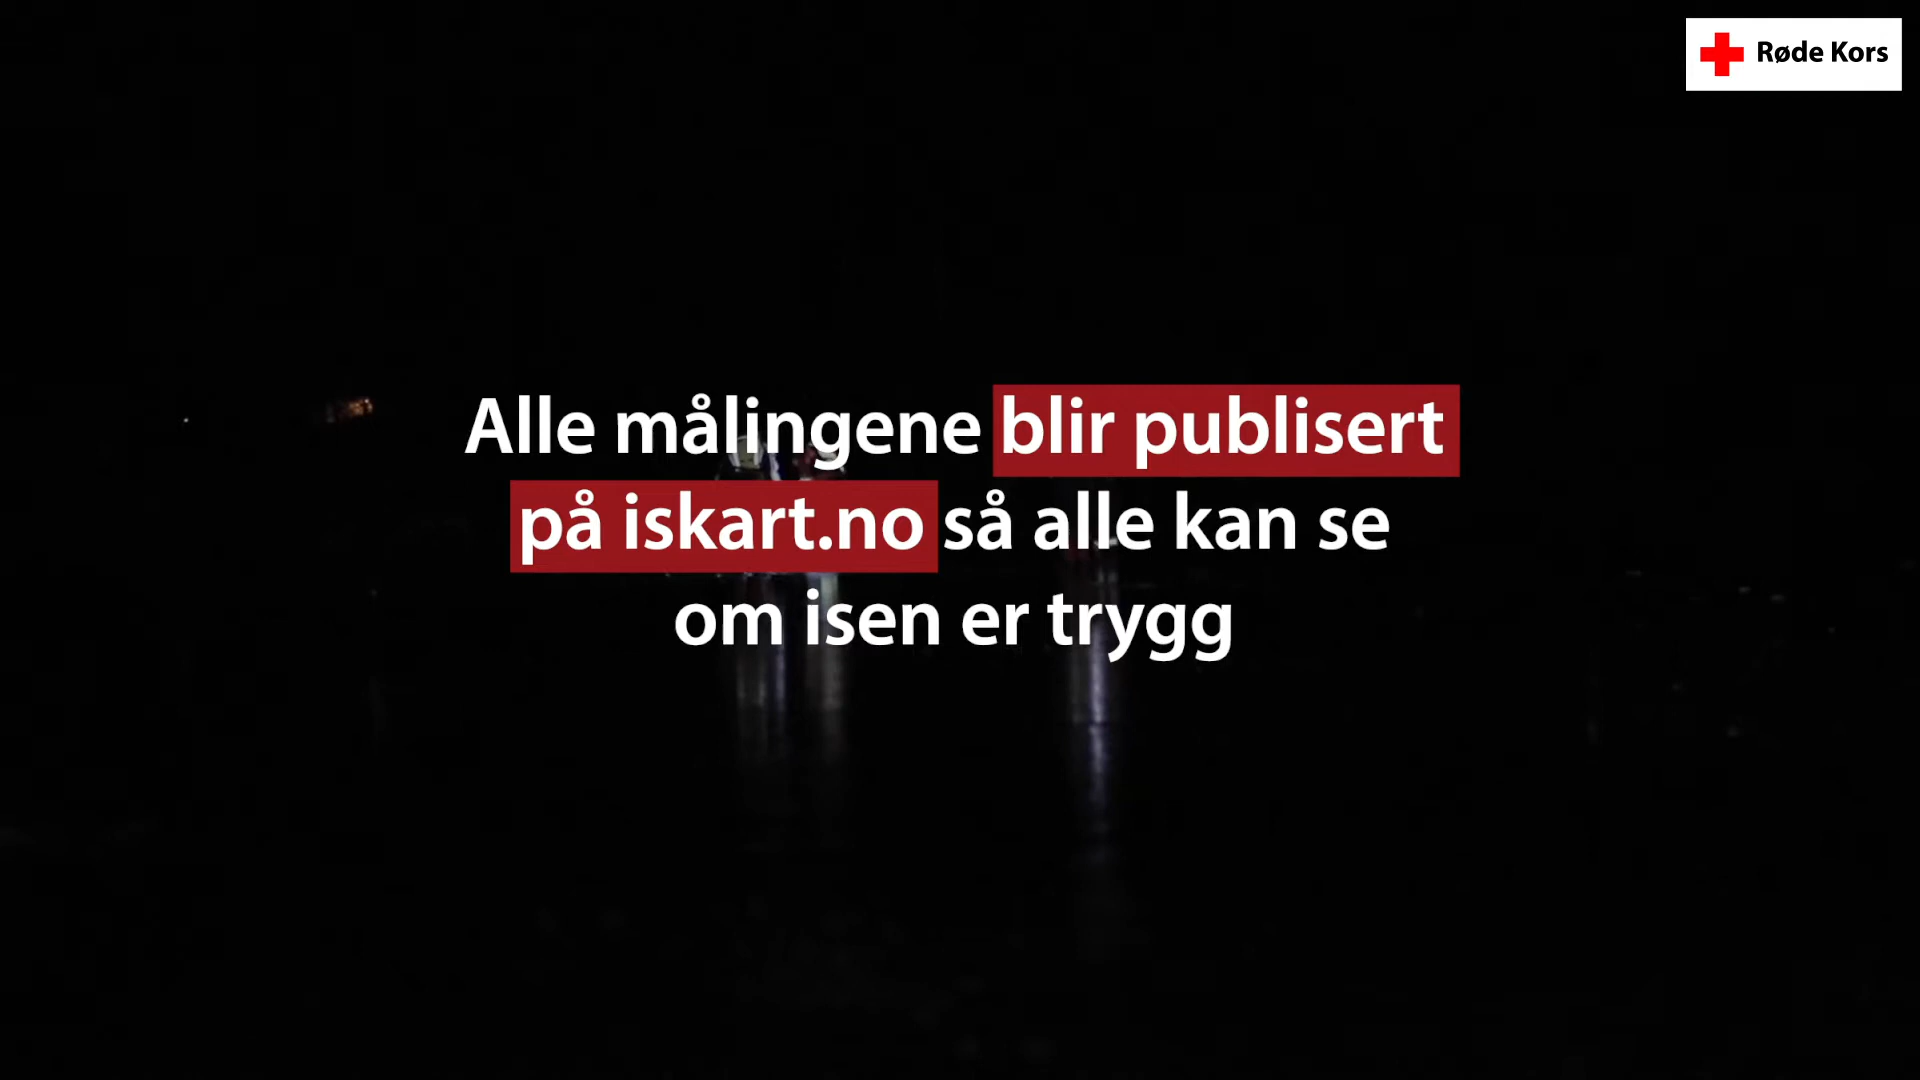 Røde Kors
Alle målingene blir publisert
på iskart.no så alle kan se
om isen er trygg